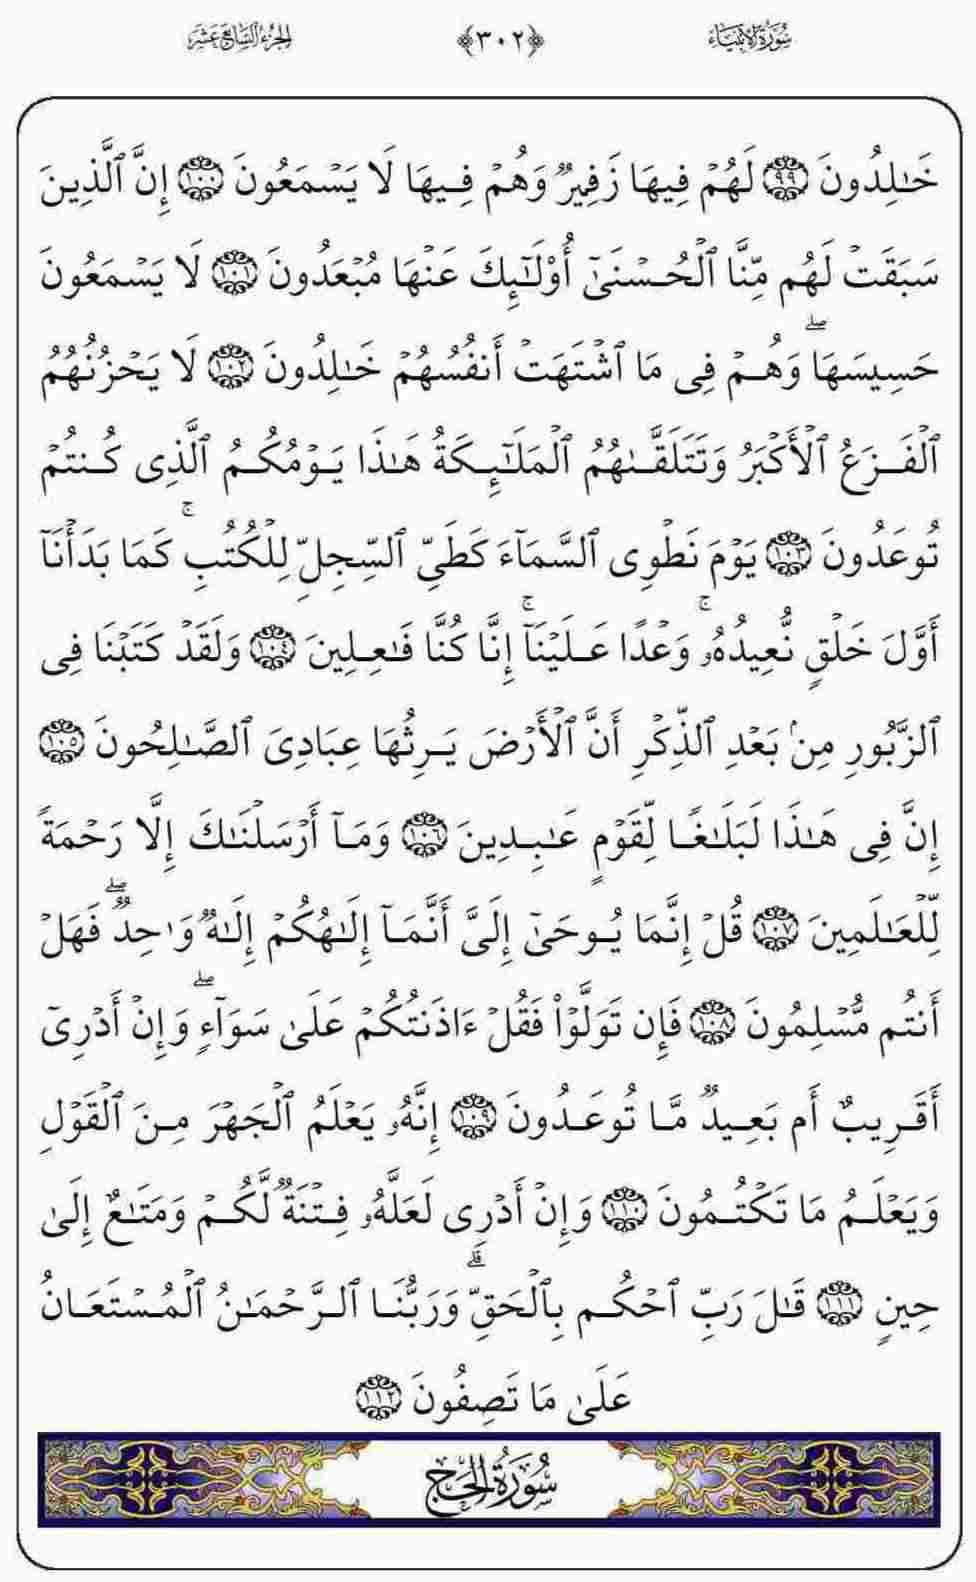 سُورَةُ الأَنبِيَاء ﴿٣٠٢﴾ الجُزءُ السَّابِعَ عَشَرَ
خَـٰلِدُونَ ٩٩ لَهُمۡ فِيهَا زَفِيرٌ وَهُمۡ فِيهَا لَا يَسۡمَعُونَ ١٠٠ إِنَّ ٱلَّذِينَ
سَبَقَتۡ لَهُم مِّنَّا ٱلۡحُسۡنَىٰٓ أُوْلَـٰٓئِكَ عَنۡهَا مُبۡعَدُونَ ١٠١ لَا يَسۡمَعُونَ
حَسِيسَهَاۖ وَهُمۡ فِي مَا ٱشۡتَهَتۡ أَنفُسُهُمۡ خَـٰلِدُونَ ١٠٢ لَا يَحۡزُنُهُمُ
ٱلۡفَزَعُ ٱلۡأَكۡبَرُ وَتَتَلَقَّىٰهُمُ ٱلۡمَلَـٰٓئِكَةُ هَـٰذَا يَوۡمُكُمُ ٱلَّذِي كُنتُمۡ
تُوعَدُونَ ١٠٣ يَوۡمَ نَطۡوِي ٱلسَّمَآءَ كَطَيِّ ٱلسِّجِلِّ لِلۡكُتُبِۚ كَمَا بَدَأۡنَآ
أَوَّلَ خَلۡقٍ نُّعِيدُهُۥۚ وَعۡدًا عَلَيۡنَآۚ إِنَّا كُنَّا فَـٰعِلِينَ ١٠٤ وَلَقَدۡ كَتَبۡنَا فِي
ٱلزَّبُورِ مِنۢ بَعۡدِ ٱلذِّكۡرِ أَنَّ ٱلۡأَرۡضَ يَرِثُهَا عِبَادِيَ ٱلصَّـٰلِحُونَ ١٠٥
إِنَّ فِي هَـٰذَا لَبَلَـٰغًا لِّقَوۡمٍ عَـٰبِدِينَ ١٠٦ وَمَآ أَرۡسَلۡنَـٰكَ إِلَّا رَحۡمَةً
لِّلۡعَـٰلَمِينَ ١٠٧ قُلۡ إِنَّمَا يُوحَىٰٓ إِلَيَّ أَنَّمَآ إِلَـٰهُكُمۡ إِلَـٰهٌ وَٰحِدٌۖ فَهَلۡ
أَنتُم مُّسۡلِمُونَ ١٠٨ فَإِن تَوَلَّوۡاْ فَقُلۡ ءَاذَنتُكُمۡ عَلَىٰ سَوَآءٍۖ وَإِنۡ أَدۡرِيٓ
أَقَرِيبٌ أَم بَعِيدٌ مَّا تُوعَدُونَ ١٠٩ إِنَّهُۥ يَعۡلَمُ ٱلۡجَهۡرَ مِنَ ٱلۡقَوۡلِ
وَيَعۡلَمُ مَا تَكۡتُمُونَ ١١٠ وَإِنۡ أَدۡرِي لَعَلَّهُۥ فِتۡنَةٌ لَّكُمۡ وَمَتَـٰعٌ إِلَىٰ
حِينٍ ١١١ قَـٰلَ رَبِّ ٱحۡكُم بِٱلۡحَقِّۗ وَرَبُّنَا ٱلرَّحۡمَـٰنُ ٱلۡمُسۡتَعَانُ
عَلَىٰ مَا تَصِفُونَ ١١٢
سُورَةُ الحَج